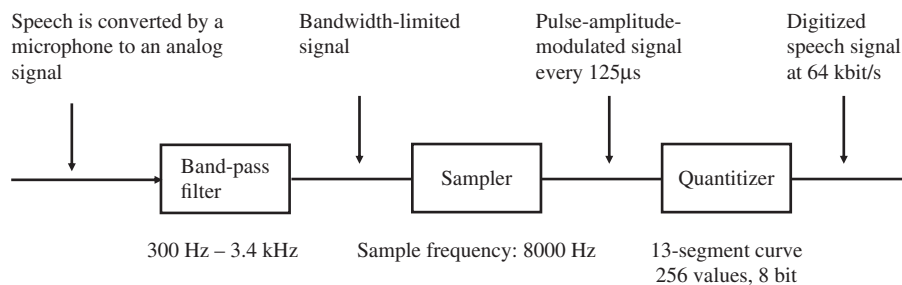 Speech is converted by a
microphone to an analog
signal
Bandwidth-limited
signal
Pulse-amplitude-
modulated signal
every 125μs
Digitized
speech signal
at 64 kbit/s
Band-pass
filter
Sampler
Quantitizer
300 Hz – 3.4 kHz
Sample frequency: 8000 Hz
13-segment curve
256 values, 8 bit